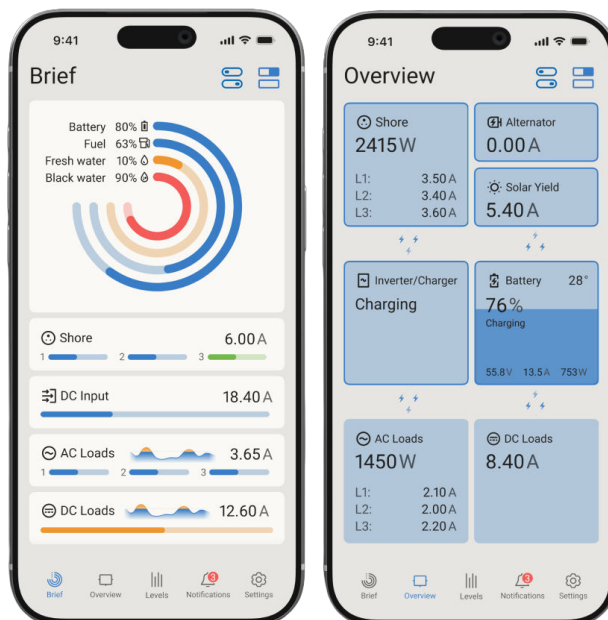 9:41
Brief
Battery 80%
Fuel 63%
Fresh water 10%
Black water 90%
Shore 6.00 A
1 2 3
DC Input 18.40 A
AC Loads 3.65 A
1 2 3
DC Loads 12.60 A
3
Brief Overview Levels Notifications Settings
9:41
Overview
Shore
2415 W
L1: 3.50 A
L2: 3.40 A
L3: 3.60 A
Alternator
0.00 A
Solar Yield
5.40 A
Inverter/Charger
Charging
Battery 28°
76%
Charging
55.8 V 13.5 A 753 W
AC Loads
1450 W
L1: 2.10 A
L2: 2.00 A
L3: 2.20 A
DC Loads
8.40 A
3
Brief Overview Levels Notifications Settings